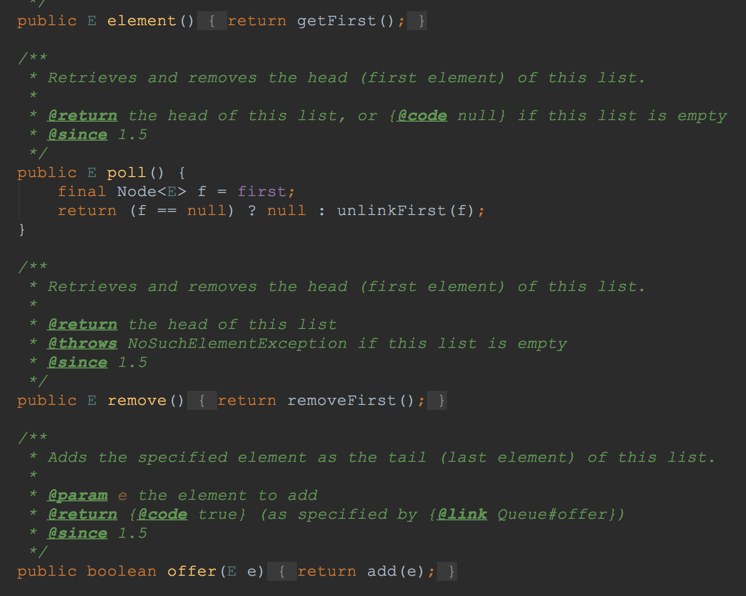 */
public E element() { return getFirst(); }
/**
* Retrieves and removes the head (first element) of this list.
*
* @return the head of this list, or {@code null} if this list is empty
* @since 1.5
*/
public E poll() {
final Node<E> f = first;
return (f == null) ? null : unlinkFirst(f);
}
/**
* Retrieves and removes the head (first element) of this list.
*
* @return the head of this list
* @throws NoSuchElementException if this list is empty
* @since 1.5
*/
public E remove() { return removeFirst(); }
/**
* Adds the specified element as the tail (last element) of this list.
*
* @param e the element to add
* @return {@code true} (as specified by {@link Queue#offer})
* @since 1.5
*/
public boolean offer(E e) { return add(e); }